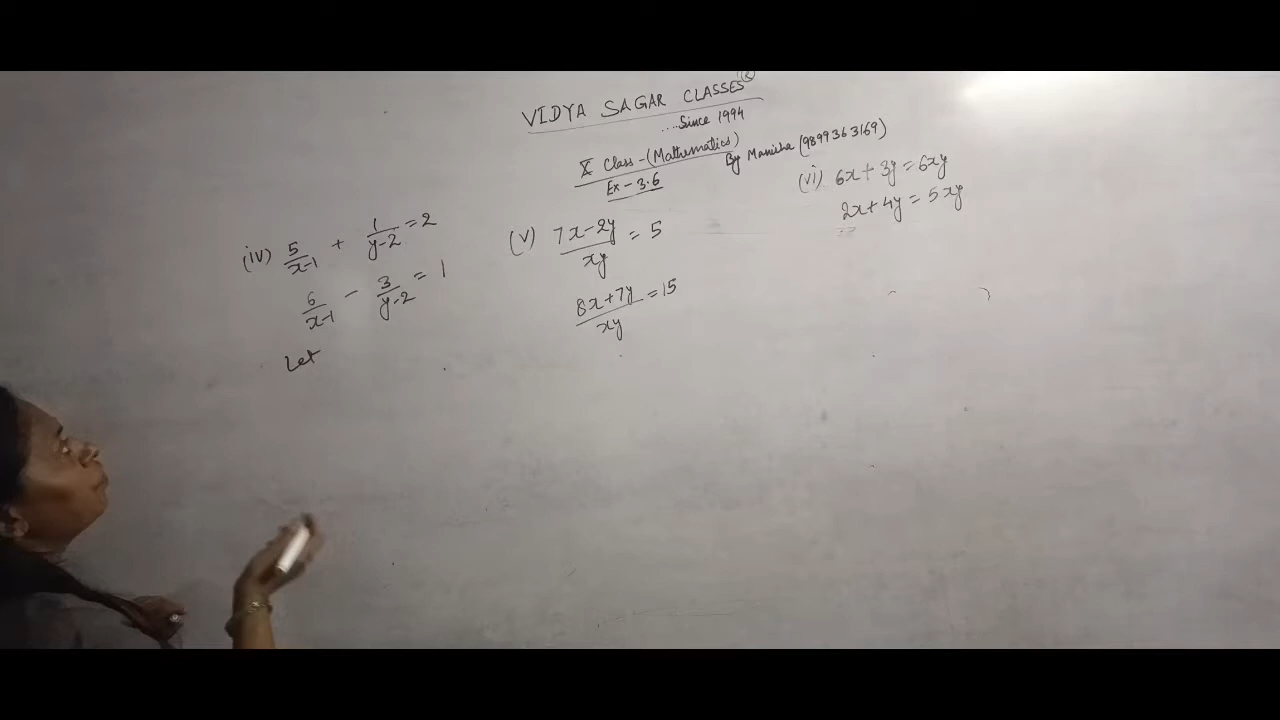 VIDYA SAGAR CLASSES
....Since 1994
X Class - (Mathematics)
By Manisha (9899363169)
Ex - 3.6
(iv) 5/(x-1) + 1/(y-2) = 2
6/(x-1) - 3/(y-2) = 1
Let
(v) (7x-2y)/xy = 5
(8x+7y)/xy = 15
(vi) 6x + 3y = 6xy
2x + 4y = 5xy